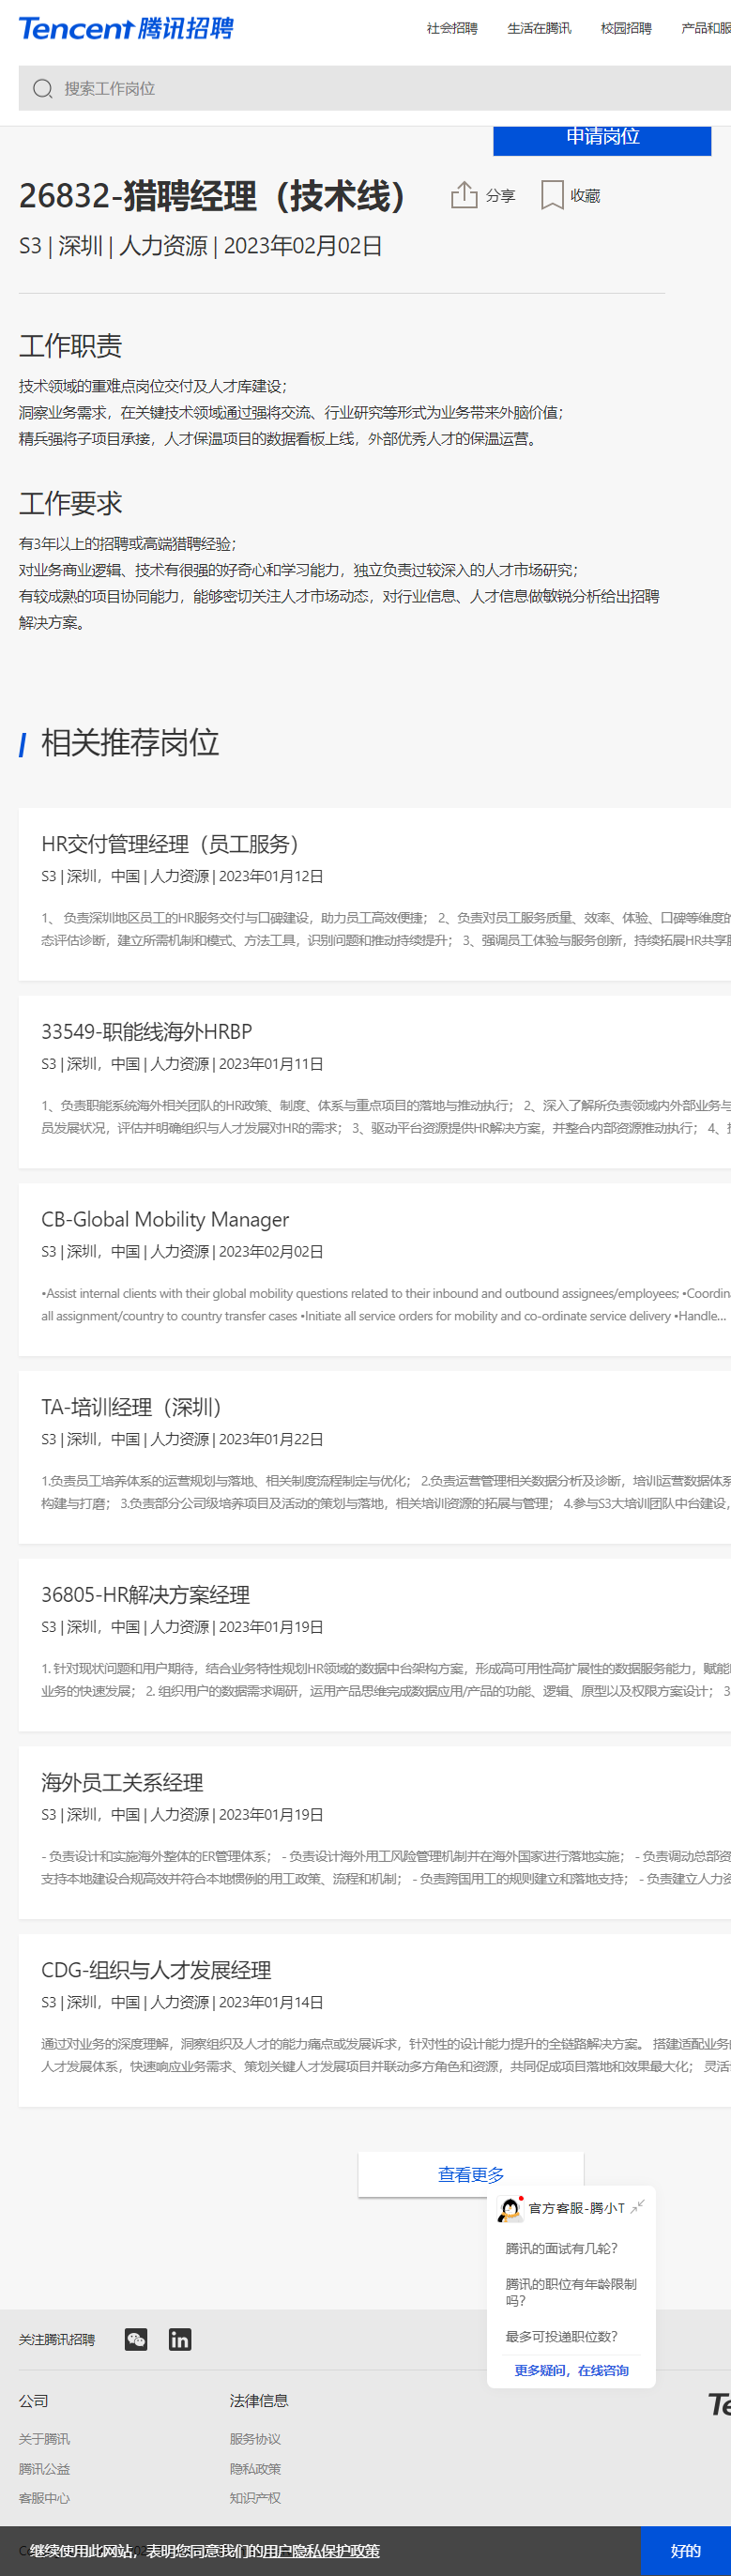 Tencent 腾讯招聘
社会招聘 生活在腾讯 校园招聘 产品和服
搜索工作岗位
申请岗位
26832-猎聘经理（技术线）
分享 收藏
S3 | 深圳 | 人力资源 | 2023年02月02日
工作职责
技术领域的重难点岗位交付及人才库建设；
洞察业务需求，在关键技术领域通过强将交流、行业研究等形式为业务带来外脑价值；
精兵强将子项目承接，人才保温项目的数据看板上线，外部优秀人才的保温运营。
工作要求
有3年以上的招聘或高端猎聘经验；
对业务商业逻辑、技术有很强的好奇心和学习能力，独立负责过较深入的人才市场研究；
有较成熟的项目协同能力，能够密切关注人才市场动态，对行业信息、人才信息做敏锐分析给出招聘
解决方案。
相关推荐岗位
HR交付管理经理（员工服务）
S3 | 深圳，中国 | 人力资源 | 2023年01月12日
1、 负责深圳地区员工的HR服务交付与口碑建设，助力员工高效便捷； 2、负责对员工服务质量、效率、体验、口碑等维度的
态评估诊断，建立所需机制和模式、方法工具，识别问题和推动持续提升； 3、强调员工体验与服务创新，持续拓展HR共享
33549-职能线海外HRBP
S3 | 深圳，中国 | 人力资源 | 2023年01月11日
1、负责职能系统海外相关团队的HR政策、制度、体系与重点项目的落地与推动执行； 2、深入了解所负责领域内外部业务与
员发展状况，评估并明确组织与人才发展对HR的需求； 3、驱动平台资源提供HR解决方案，并整合内部资源推动执行； 4、
CB-Global Mobility Manager
S3 | 深圳，中国 | 人力资源 | 2023年02月02日
•Assist internal clients with their global mobility questions related to their inbound and outbound assignees/employees; •Coordina
all assignment/country to country transfer cases •Initiate all service orders for mobility and co-ordinate service delivery •Handle...
TA-培训经理（深圳）
S3 | 深圳，中国 | 人力资源 | 2023年01月22日
1.负责员工培养体系的运营规划与落地、相关制度流程制定与优化； 2.负责运营管理相关数据分析及诊断，培训运营数据体系
构建与打磨； 3.负责部分公司级培养项目及活动的策划与落地，相关培训资源的拓展与管理； 4.参与S3大培训团队中台建设，
36805-HR解决方案经理
S3 | 深圳，中国 | 人力资源 | 2023年01月19日
1. 针对现状问题和用户期待，结合业务特性规划HR领域的数据中台架构方案，形成高可用性高扩展性的数据服务能力，赋能
业务的快速发展； 2. 组织用户的数据需求调研，运用产品思维完成数据应用/产品的功能、逻辑、原型以及权限方案设计； 3
海外员工关系经理
S3 | 深圳，中国 | 人力资源 | 2023年01月19日
- 负责设计和实施海外整体的ER管理体系； - 负责设计海外用工风险管理机制并在海外国家进行落地实施； - 负责调动总部资
支持本地建设合规高效并符合本地惯例的用工政策、流程和机制； - 负责跨国用工的规则建立和落地支持； - 负责建立人力资
CDG-组织与人才发展经理
S3 | 深圳，中国 | 人力资源 | 2023年01月14日
通过对业务的深度理解，洞察组织及人才的能力痛点或发展诉求，针对性的设计能力提升的全链路解决方案。 搭建适配业务的
人才发展体系，快速响应业务需求、策划关键人才发展项目并联动多方角色和资源，共同促成项目落地和效果最大化； 灵活
查看更多
官方客服-腾小T
腾讯的面试有几轮？
腾讯的职位有年龄限制
吗？
最多可投递职位数？
更多疑问，在线咨询
关注腾讯招聘
公司 法律信息
Te
关于腾讯 服务协议
腾讯公益 隐私政策
客服中心 知识产权
继续使用此网站，表明您同意我们的用户隐私保护政策
好的